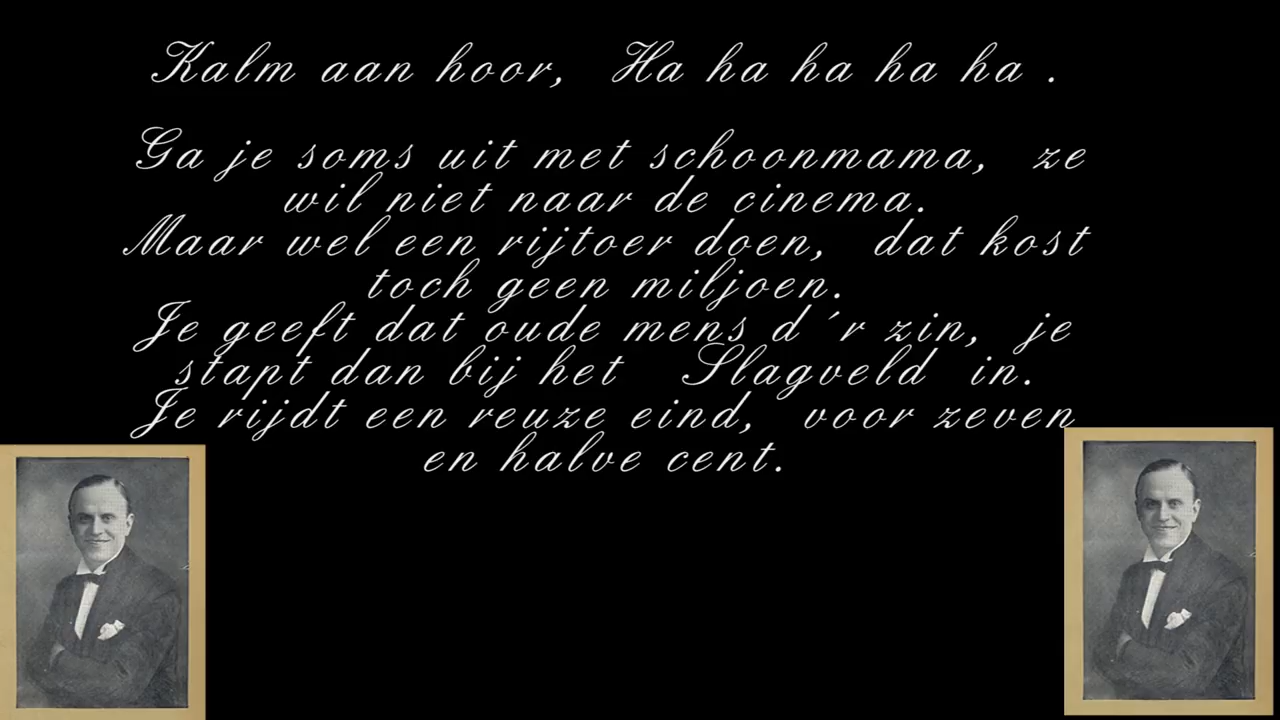 Kalm aan hoor, Ha ha ha ha ha .
Ga je soms uit met schoonmama, ze
wil niet naar de cinema.
Maar wel een rijtoer doen, dat kost
toch geen miljoen.
Je geeft dat oude mens d´r zin, je
stapt dan bij het Slagveld in.
Je rijdt een reuze eind, voor zeven
en halve cent.